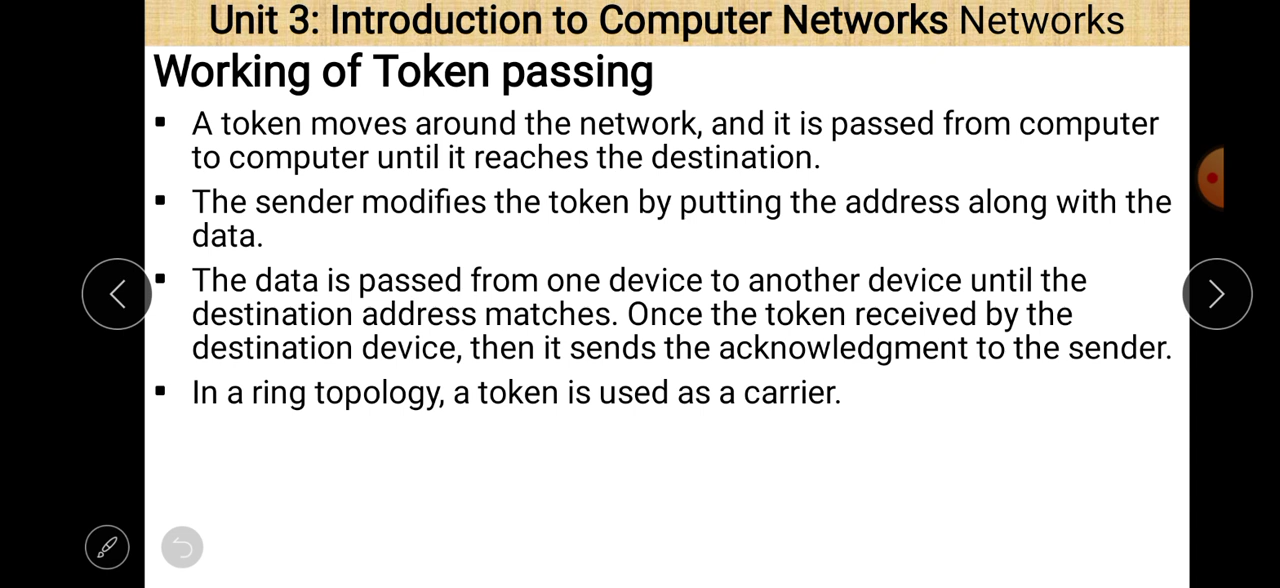 Unit 3: Introduction to Computer Networks Networks
Working of Token passing
▪ A token moves around the network, and it is passed from computer
to computer until it reaches the destination.
▪ The sender modifies the token by putting the address along with the
data.
▪ The data is passed from one device to another device until the
destination address matches. Once the token received by the
destination device, then it sends the acknowledgment to the sender.
▪ In a ring topology, a token is used as a carrier.